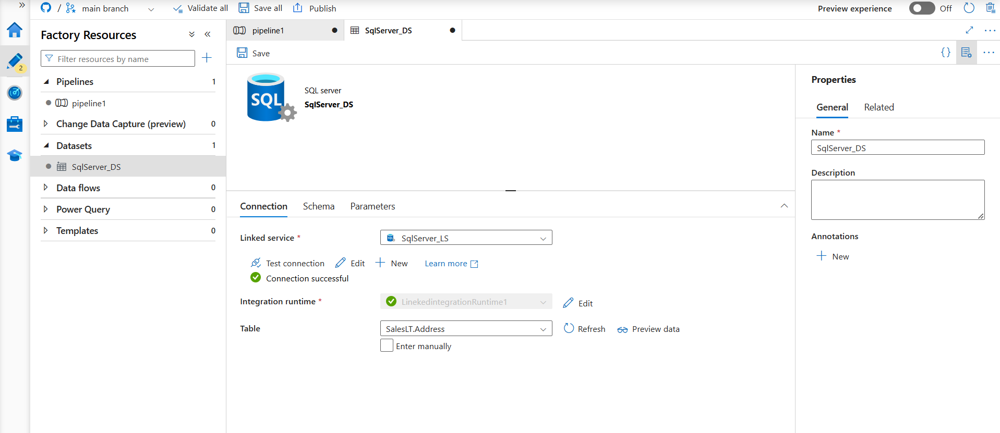 / main branch
Validate all
Save all
Publish
Preview experience
Off
2
Factory Resources
Filter resources by name
Pipelines 1
pipeline1
Change Data Capture (preview) 0
Datasets 1
SqlServer_DS
Data flows 0
Power Query 0
Templates 0
pipeline1
SqlServer_DS
Save
{}
SQL
SQL server
SqlServer_DS
Connection
Schema
Parameters
Linked service *
SQL
SqlServer_LS
Test connection
Edit
New
Learn more
Connection successful
Integration runtime *
LinekedintegrationRuntime1
Edit
Table
SalesLT.Address
Refresh
Preview data
Enter manually
Properties
General
Related
Name *
SqlServer_DS
Description
Annotations
New